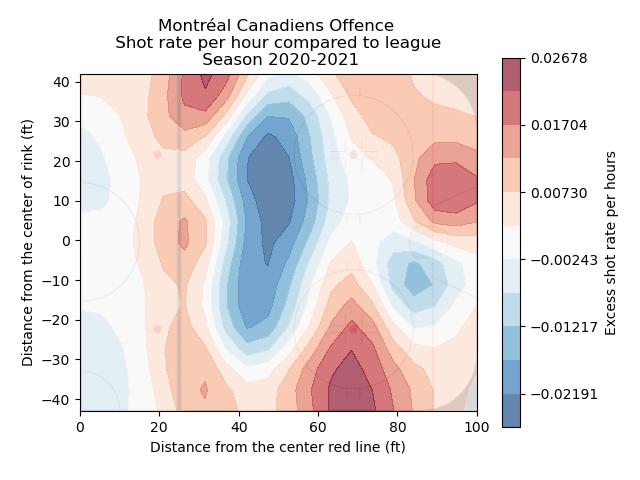 Montréal Canadiens Offence
Shot rate per hour compared to league
Season 2020-2021
Distance from the center of rink (ft)
40
30
20
10
0
−10
−20
−30
−40
0 20 40 60 80 100
Distance from the center red line (ft)
0.02678
0.01704
0.00730
−0.00243
−0.01217
−0.02191
Excess shot rate per hours